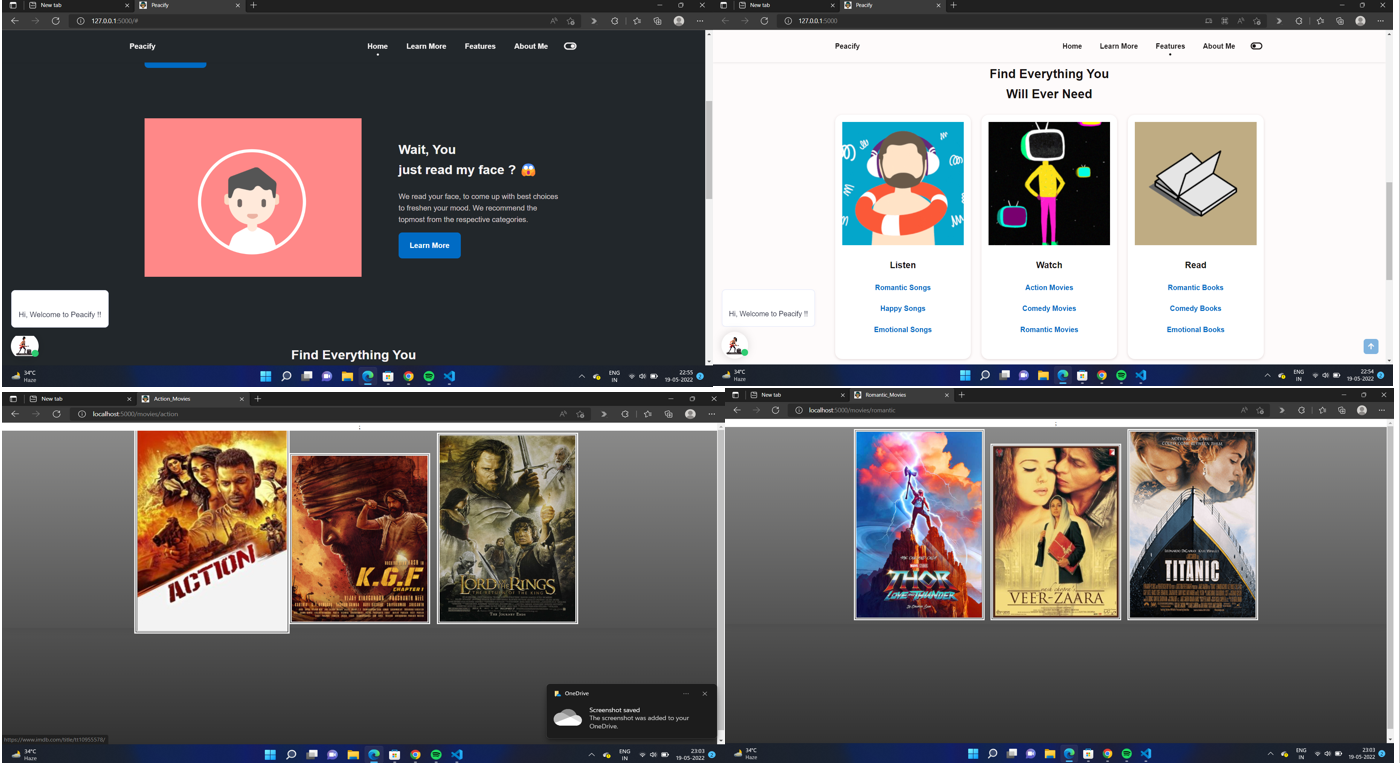 New tab
Peacify
127.0.0.1:5000/#
Peacify
Home
Learn More
Features
About Me
Wait, You
just read my face ? 😱
We read your face, to come up with best choices
to freshen your mood. We recommend the
topmost from the respective categories.
Learn More
Hi, Welcome to Peacify !!
Find Everything You
34°C
Haze
ENG
IN
22:55
19-05-2022
New tab
Peacify
127.0.0.1:5000
Peacify
Home
Learn More
Features
About Me
Find Everything You
Will Ever Need
Listen
Romantic Songs
Happy Songs
Emotional Songs
Watch
Action Movies
Comedy Movies
Romantic Movies
Read
Romantic Books
Comedy Books
Emotional Books
Hi, Welcome to Peacify !!
34°C
Haze
ENG
IN
22:54
19-05-2022
New tab
Action_Movies
localhost:5000/movies/action
:
ACTION
K.G.F
CHAPTER 1
THE LORD OF THE RINGS
THE RETURN OF THE KING
OneDrive
Screenshot saved
The screenshot was added to your
OneDrive.
https://www.imdb.com/title/tt10955378/
34°C
Haze
ENG
IN
23:03
19-05-2022
New tab
Romantic_Movies
localhost:5000/movies/romantic
:
THOR
LOVE AND THUNDER
VEER-ZAARA
LEONARDO DICAPRIO KATE WINSLET
TITANIC
34°C
Haze
ENG
IN
23:03
19-05-2022